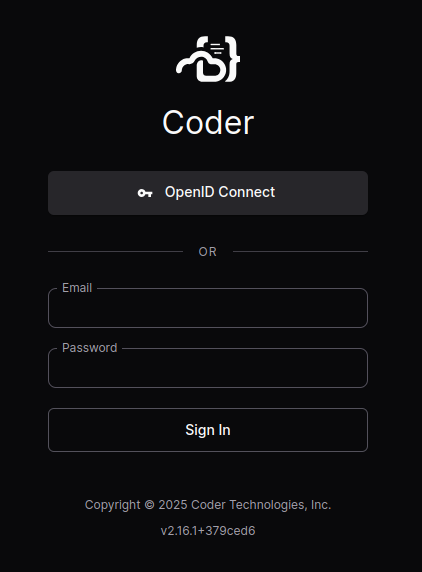 Coder
OpenID Connect
OR
Email
Password
Sign In
Copyright © 2025 Coder Technologies, Inc.
v2.16.1+379ced6